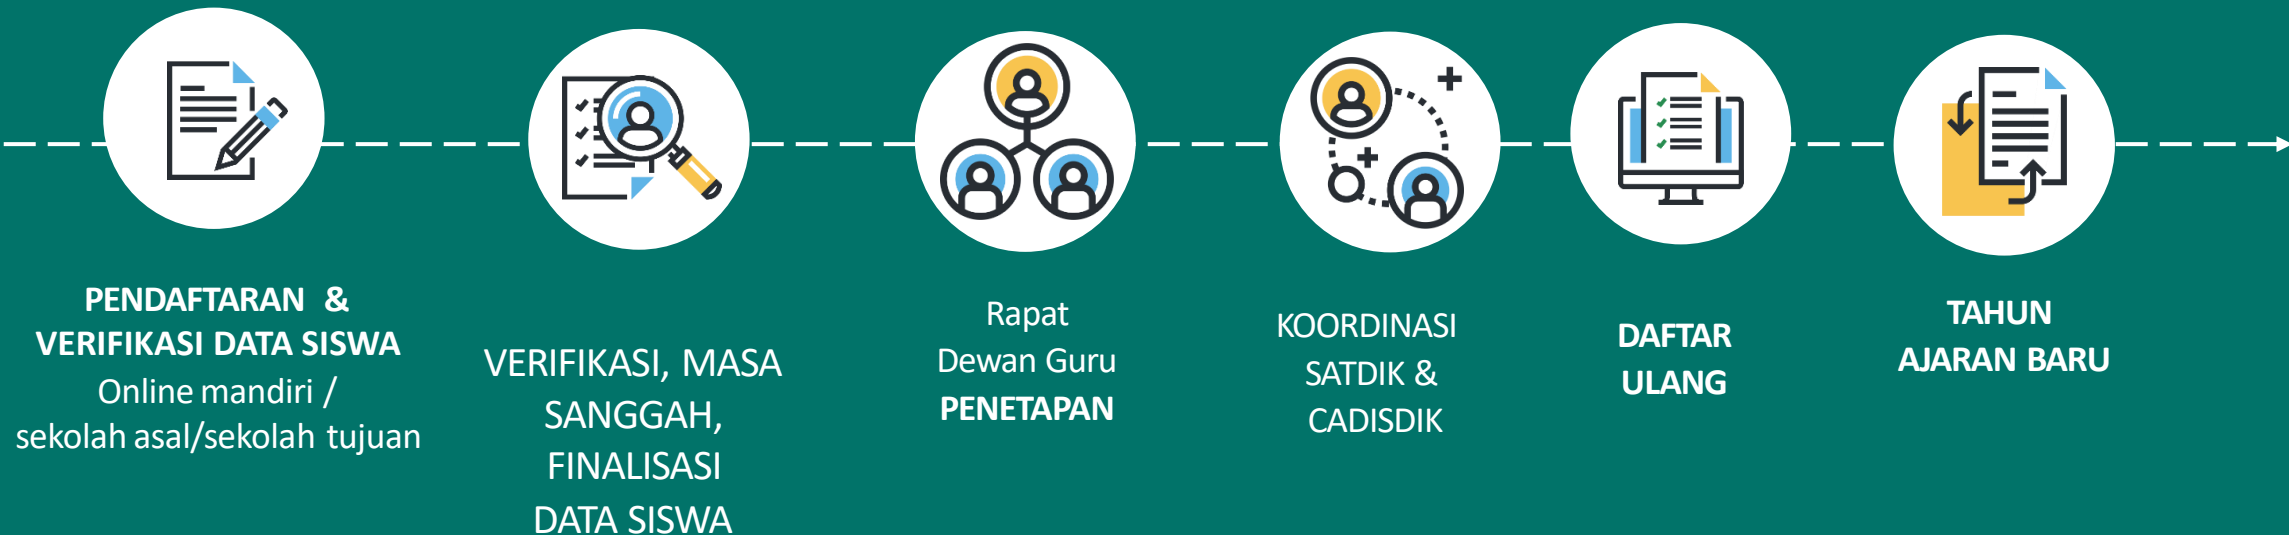 PENDAFTARAN &
VERIFIKASI DATA SISWA
Online mandiri /
sekolah asal/sekolah tujuan
VERIFIKASI, MASA
SANGGAH,
FINALISASI
DATA SISWA
Rapat
Dewan Guru
PENETAPAN
KOORDINASI
SATDIK &
CADISDIK
DAFTAR
ULANG
TAHUN
AJARAN BARU